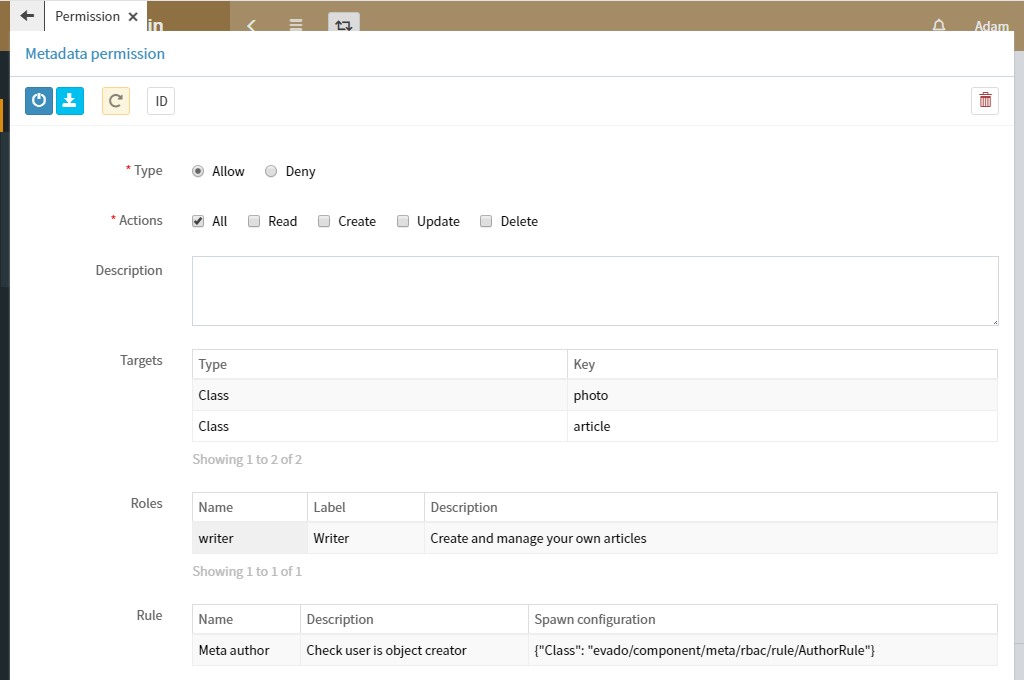 Permission
in
Adam
Metadata permission
ID
* Type
Allow
Deny
* Actions
All
Read
Create
Update
Delete
Description
Targets
Type Key
Class photo
Class article
Showing 1 to 2 of 2
Roles
Name Label Description
writer Writer Create and manage your own articles
Showing 1 to 1 of 1
Rule
Name Description Spawn configuration
Meta author Check user is object creator {"Class": "evado/component/meta/rbac/rule/AuthorRule"}